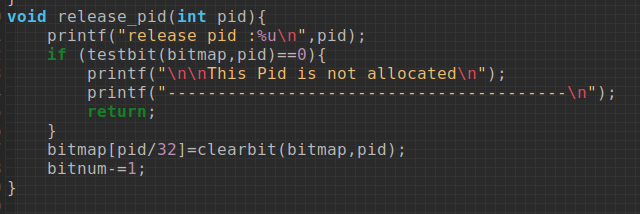 void release_pid(int pid){
    printf("release pid :%u\n",pid);
    if (testbit(bitmap,pid)==0){
        printf("\n\nThis Pid is not allocated\n");
        printf("----------------------------------------\n");
        return;
    }
    bitmap[pid/32]=clearbit(bitmap,pid);
    bitnum-=1;
}